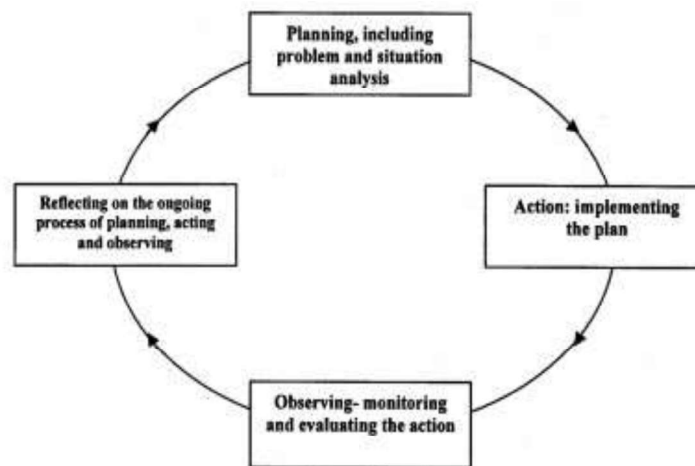 Planning, including
problem and situation
analysis
Action: implementing
the plan
Observing- monitoring
and evaluating the action
Reflecting on the ongoing
process of planning, acting
and observing